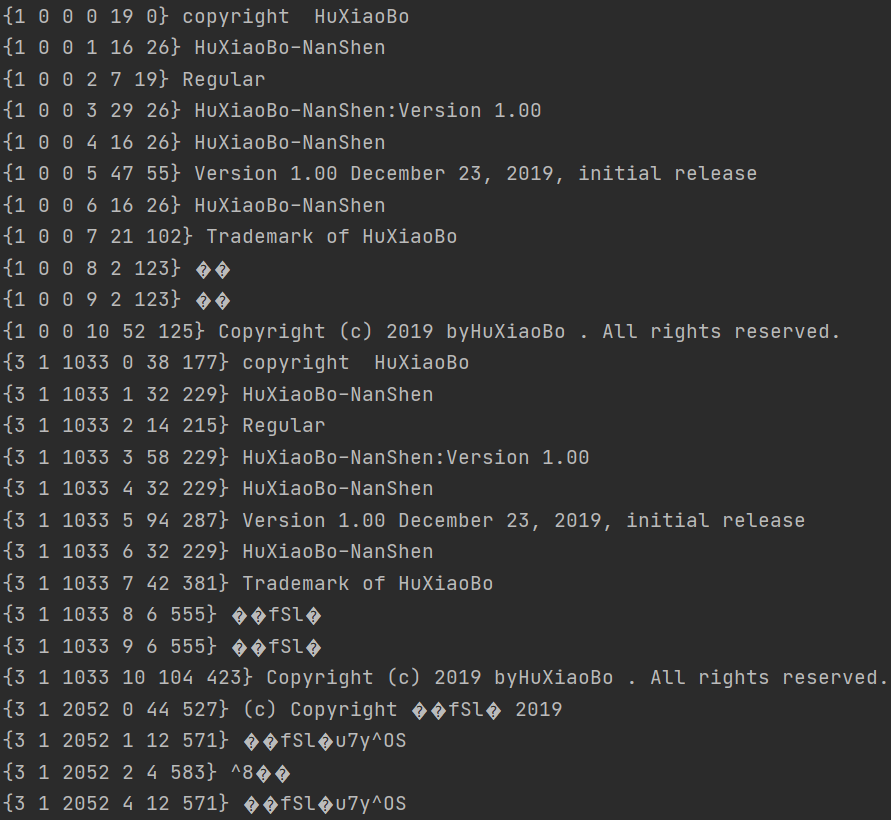 {1 0 0 0 19 0} copyright  HuXiaoBo
{1 0 0 1 16 26} HuXiaoBo-NanShen
{1 0 0 2 7 19} Regular
{1 0 0 3 29 26} HuXiaoBo-NanShen:Version 1.00
{1 0 0 4 16 26} HuXiaoBo-NanShen
{1 0 0 5 47 55} Version 1.00 December 23, 2019, initial release
{1 0 0 6 16 26} HuXiaoBo-NanShen
{1 0 0 7 21 102} Trademark of HuXiaoBo
{1 0 0 8 2 123} ��
{1 0 0 9 2 123} ��
{1 0 0 10 52 125} Copyright (c) 2019 byHuXiaoBo . All rights reserved.
{3 1 1033 0 38 177} copyright  HuXiaoBo
{3 1 1033 1 32 229} HuXiaoBo-NanShen
{3 1 1033 2 14 215} Regular
{3 1 1033 3 58 229} HuXiaoBo-NanShen:Version 1.00
{3 1 1033 4 32 229} HuXiaoBo-NanShen
{3 1 1033 5 94 287} Version 1.00 December 23, 2019, initial release
{3 1 1033 6 32 229} HuXiaoBo-NanShen
{3 1 1033 7 42 381} Trademark of HuXiaoBo
{3 1 1033 8 6 555} ��fSl�
{3 1 1033 9 6 555} ��fSl�
{3 1 1033 10 104 423} Copyright (c) 2019 byHuXiaoBo . All rights reserved.
{3 1 2052 0 44 527} (c) Copyright ��fSl� 2019
{3 1 2052 1 12 571} ��fSl�u7y^OS
{3 1 2052 2 4 583} ^8��
{3 1 2052 4 12 571} ��fSl�u7y^OS